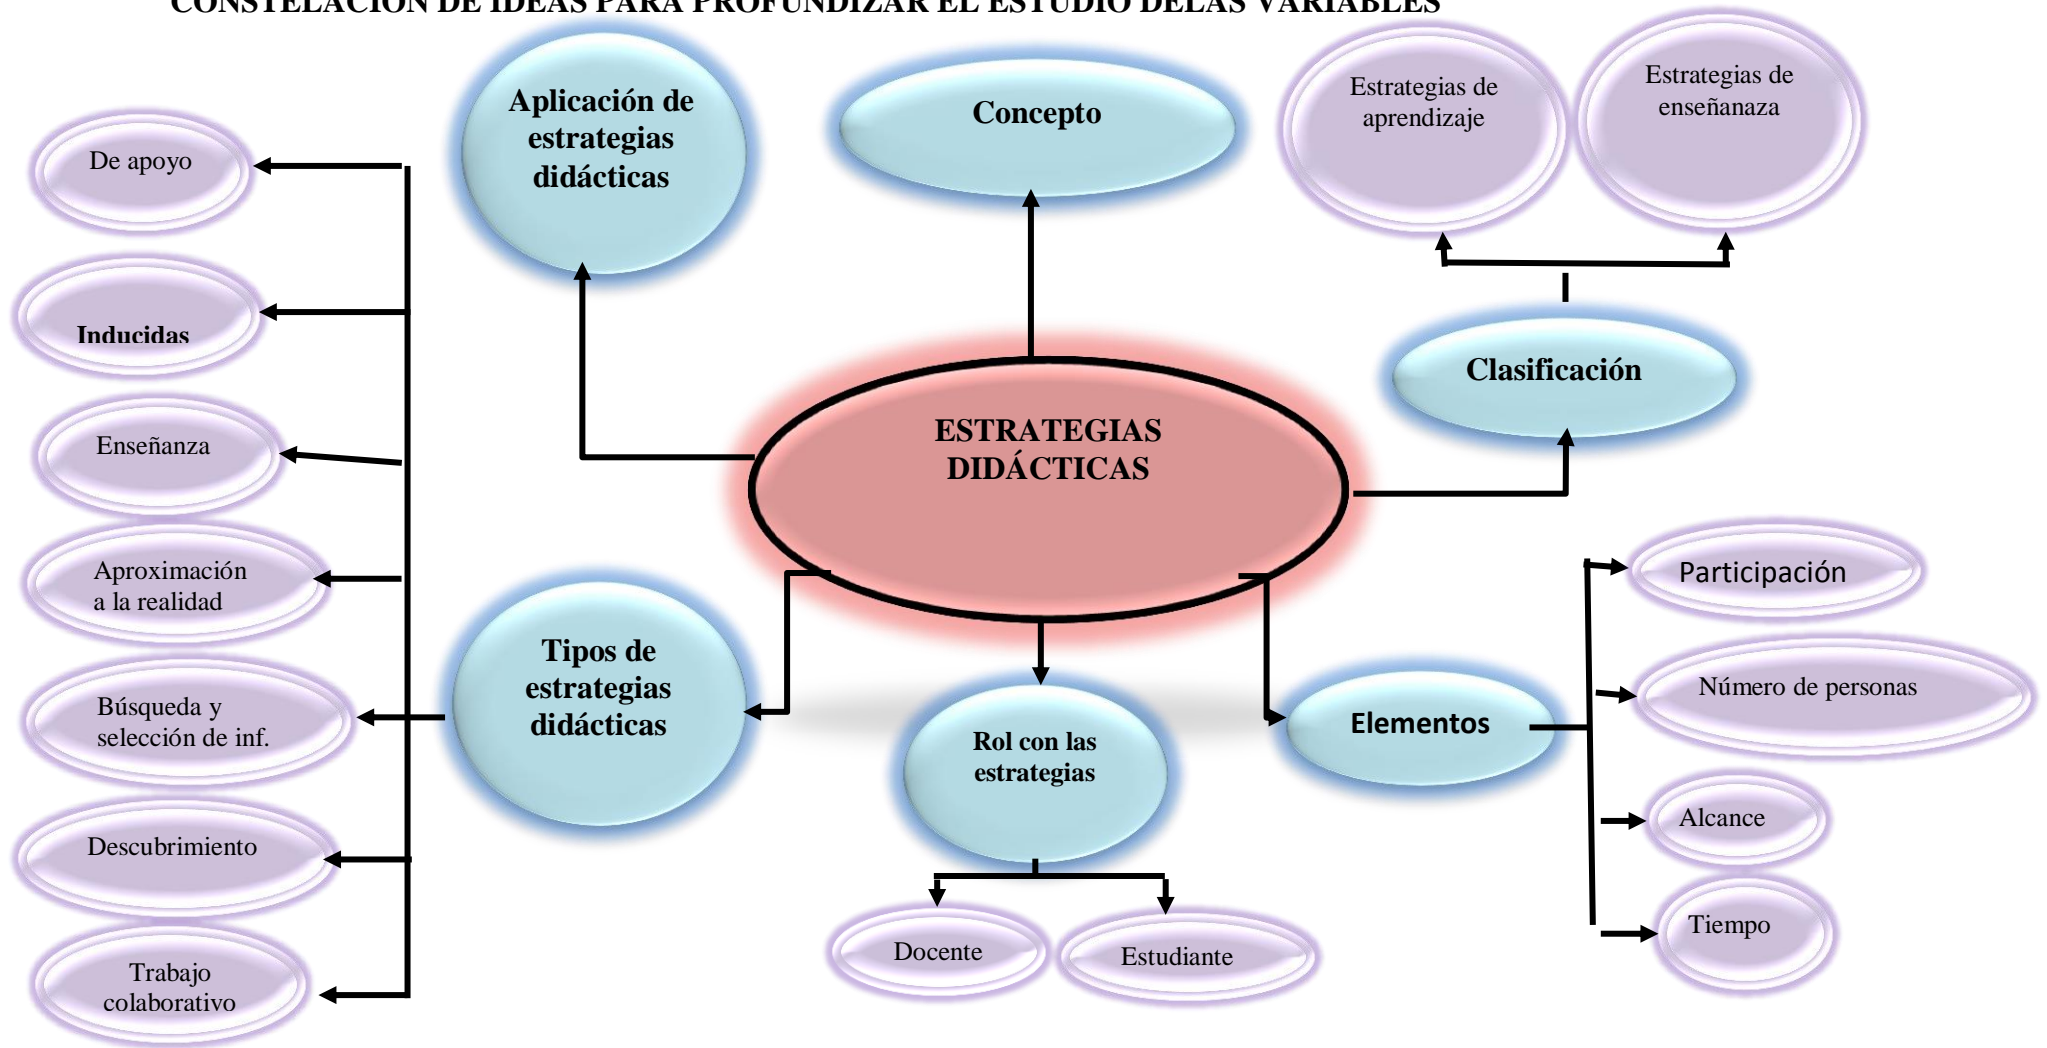 CONSTELACIÓN DE IDEAS PARA PROFUNDIZAR EL ESTUDIO DELAS VARIABLES
Aplicación de
estrategias
didácticas
Concepto
Estrategias de
aprendizaje
Estrategias de
enseñanaza
De apoyo
Inducidas
Enseñanza
Aproximación
a la realidad
Búsqueda y
selección de inf.
Descubrimiento
Trabajo
colaborativo
Clasificación
ESTRATEGIAS
DIDÁCTICAS
Tipos de
estrategias
didácticas
Rol con las
estrategias
Elementos
Participación
Número de personas
Alcance
Tiempo
Docente
Estudiante